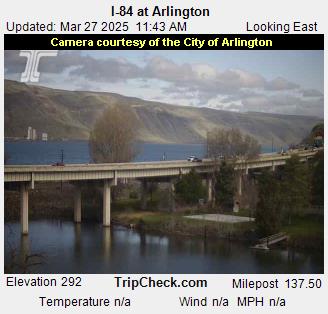 I-84 at Arlington
Updated: Mar 27 2025 11:43 AM Looking East
Camera courtesy of the City of Arlington
Elevation 292 TripCheck.com Milepost 137.50
Temperature n/a Wind n/a MPH n/a